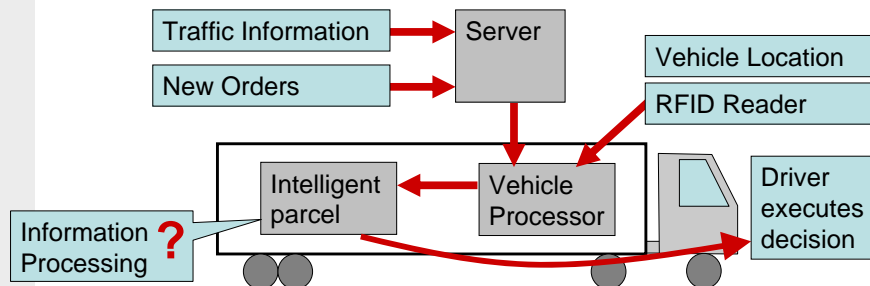 Traffic Information
Server
New Orders
Vehicle Location
RFID Reader
Intelligent
parcel
Vehicle
Processor
Driver
executes
decision
Information
Processing
?